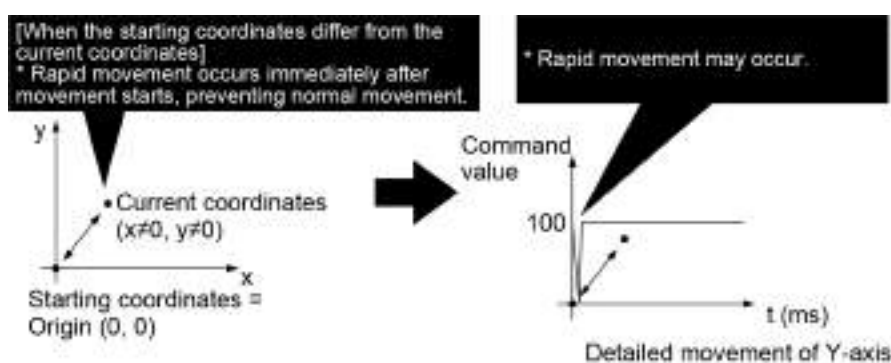 [When the starting coordinates differ from the
current coordinates]
* Rapid movement occurs immediately after
movement starts, preventing normal movement.
* Rapid movement may occur.
y
Current coordinates
(x≠0, y≠0)
x
Starting coordinates =
Origin (0, 0)
Command
value
100
t (ms)
Detailed movement of Y-axis